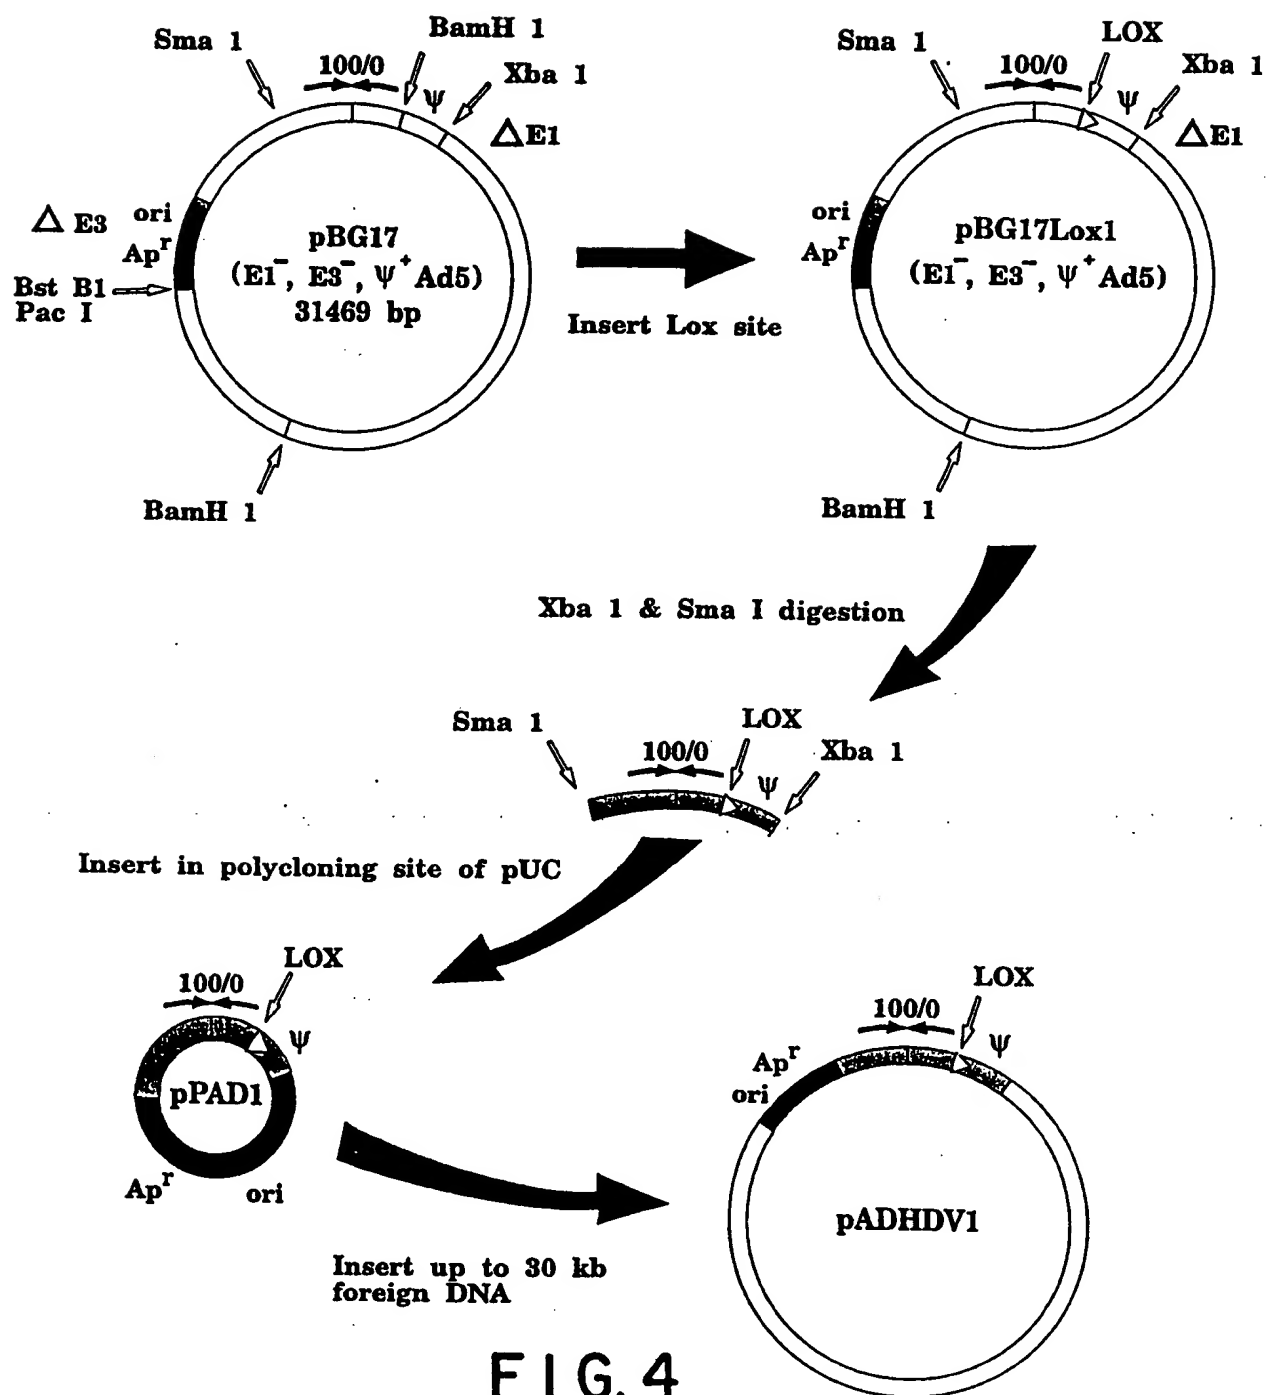 Sma 1
BamH 1
100/0
Xba 1
ψ
△E1
△ E3
ori
Apʳ
Bst B1
Pac I
pBG17
(E1⁻, E3⁻, ψ⁺ Ad5)
31469 bp
BamH 1
Insert Lox site
Sma 1
LOX
100/0
Xba 1
ψ
△E1
ori
Apʳ
pBG17Lox1
(E1⁻, E3⁻, ψ⁺ Ad5)
BamH 1
Xba 1 & Sma I digestion
Sma 1
LOX
100/0
Xba 1
ψ
Insert in polycloning site of pUC
LOX
100/0
ψ
pPAD1
Apʳ
ori
Insert up to 30 kb
foreign DNA
LOX
100/0
ψ
Apʳ
ori
pADHDV1
FIG. 4